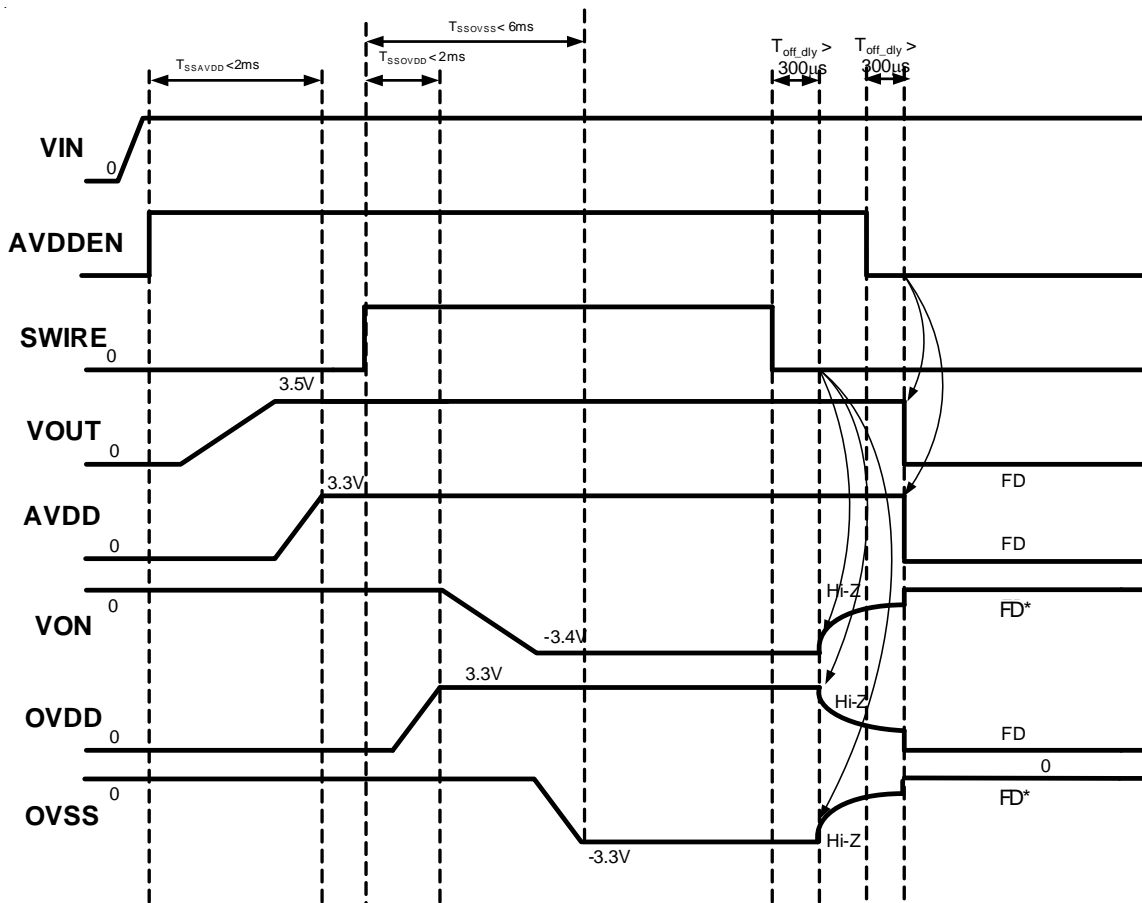 TSSOVSS< 6ms
TSSAVDD<2ms
TSSOVDD<2ms
Toff_dly >
300µs
Toff_dly >
300µs
VIN
0
AVDDEN
SWIRE
0
3.5V
VOUT
0
FD
3.3V
AVDD
0
FD
0
VON
-3.4V
Hi-Z
FD*
3.3V
OVDD
0
Hi-Z
FD
0
0
OVSS
-3.3V
Hi-Z
FD*